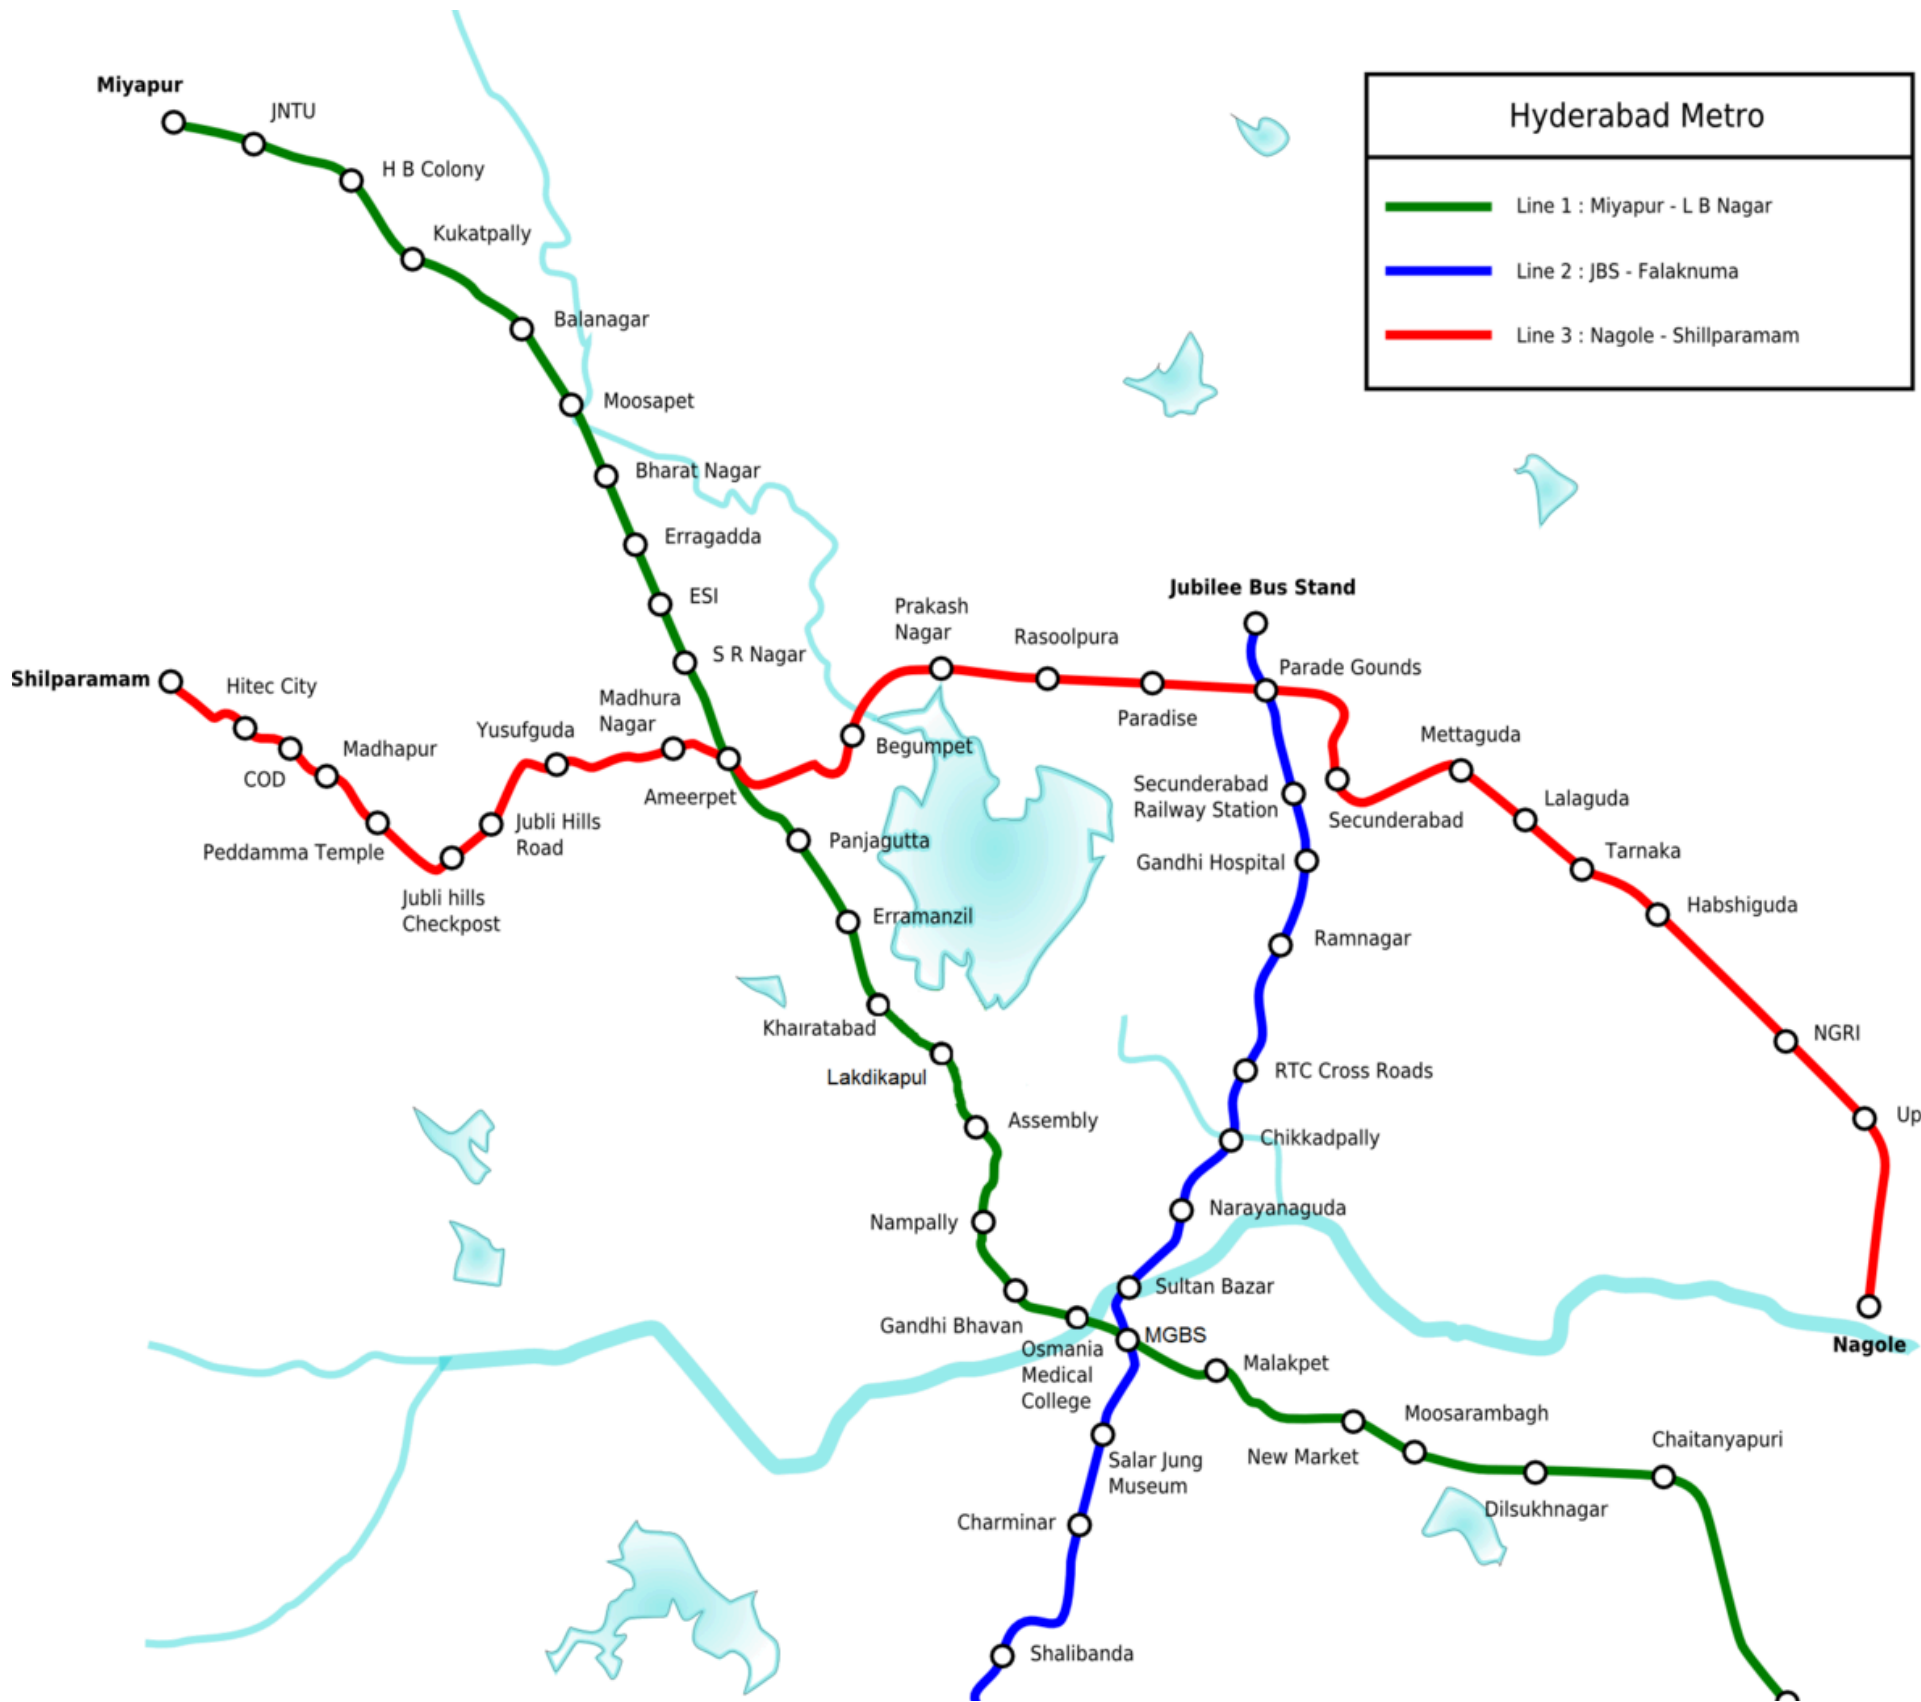 Miyapur
JNTU
H B Colony
Kukatpally
Balanagar
Moosapet
Bharat Nagar
Erragadda
ESI
S R Nagar
Hyderabad Metro
Line 1 : Miyapur - L B Nagar
Line 2 : JBS - Falaknuma
Line 3 : Nagole - Shillparamam
Shilparamam
Hitec City
COD
Madhapur
Peddamma Temple
Jubli hills
Checkpost
Jubli Hills
Road
Yusufguda
Madhura
Nagar
Ameerpet
Begumpet
Prakash
Nagar
Rasoolpura
Paradise
Jubilee Bus Stand
Parade Gounds
Secunderabad
Railway Station
Secunderabad
Mettaguda
Lalaguda
Tarnaka
Habshiguda
NGRI
Up
Nagole
Gandhi Hospital
Ramnagar
RTC Cross Roads
Chikkadpally
Narayanaguda
Sultan Bazar
MGBS
Panjagutta
Erramanzil
Khairatabad
Lakdikapul
Assembly
Nampally
Gandhi Bhavan
Osmania
Medical
College
Malakpet
New Market
Moosarambagh
Dilsukhnagar
Chaitanyapuri
Salar Jung
Museum
Charminar
Shalibanda